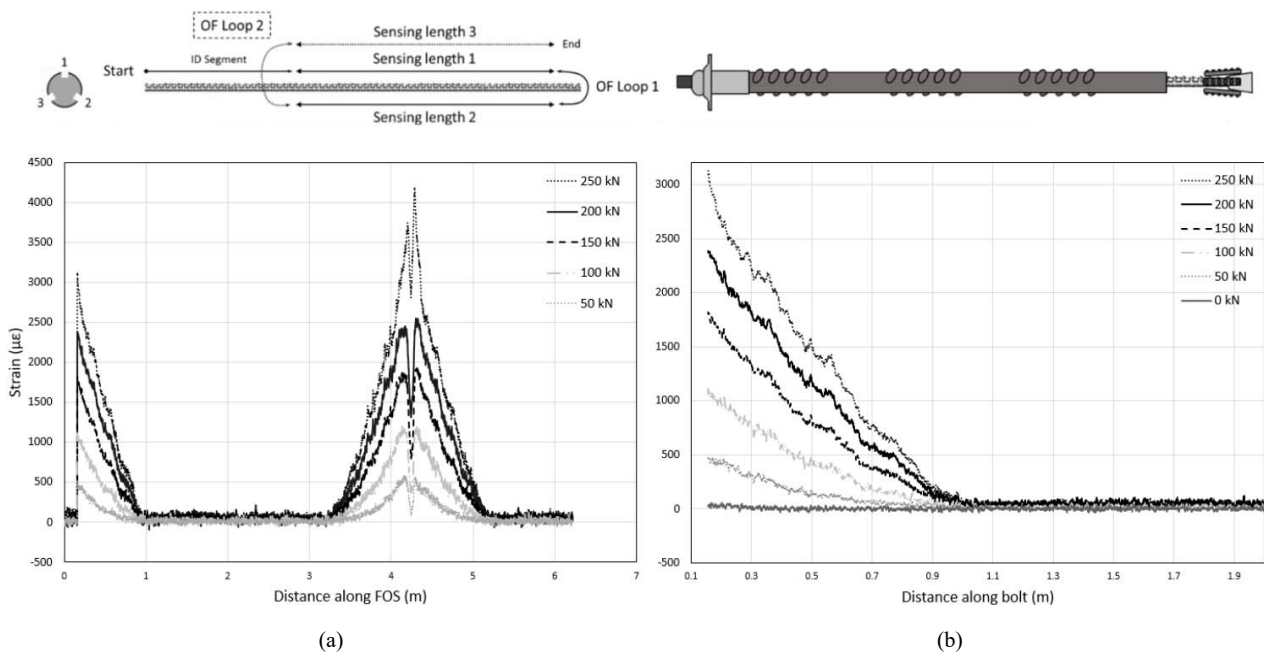 OF Loop 2
Sensing length 3
End
1
Start
ID Segment
Sensing length 1
OF Loop 1
3
2
Sensing length 2
4500
4000
3500
3000
2500
2000
1500
1000
500
0
-500
Strain (με)
250 kN
200 kN
150 kN
100 kN
50 kN
0 1 2 3 4 5 6 7
Distance along FOS (m)
(a)
3000
2500
2000
1500
1000
500
0
-500
250 kN
200 kN
150 kN
100 kN
50 kN
0 kN
0.1 0.3 0.5 0.7 0.9 1.1 1.3 1.5 1.7 1.9
Distance along bolt (m)
(b)